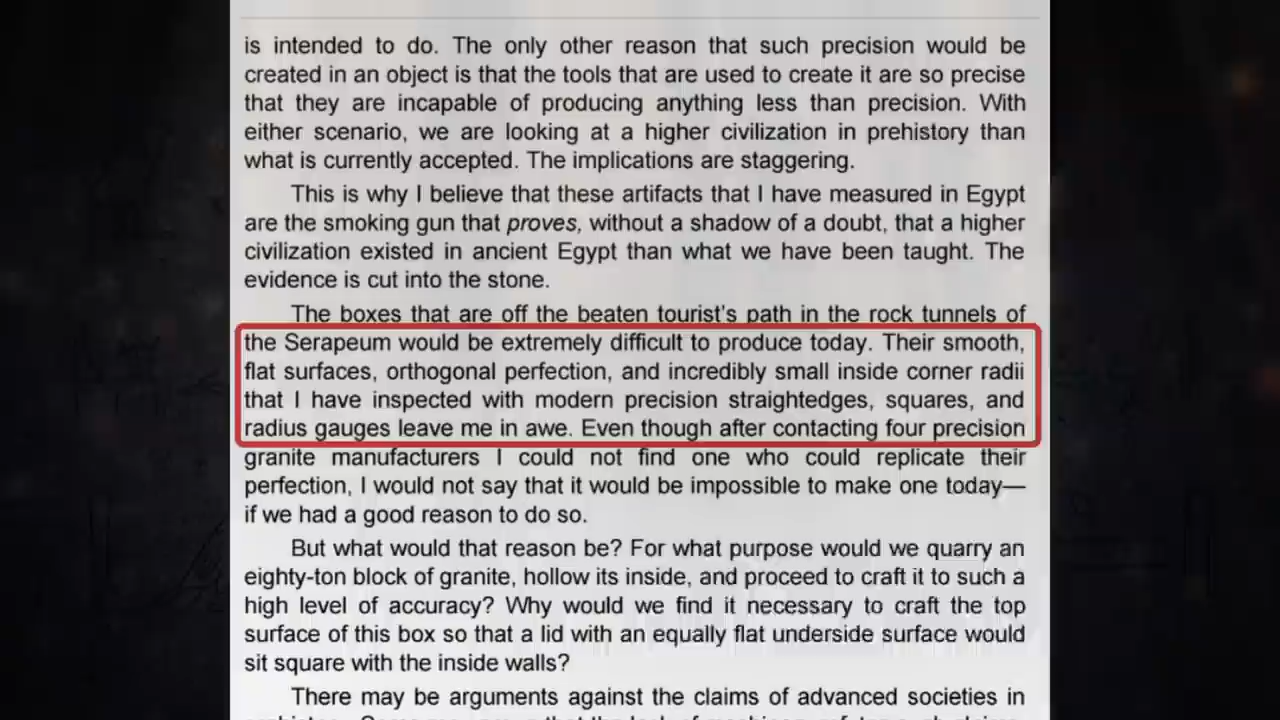 is intended to do. The only other reason that such precision would be
created in an object is that the tools that are used to create it are so precise
that they are incapable of producing anything less than precision. With
either scenario, we are looking at a higher civilization in prehistory than
what is currently accepted. The implications are staggering.
This is why I believe that these artifacts that I have measured in Egypt
are the smoking gun that proves, without a shadow of a doubt, that a higher
civilization existed in ancient Egypt than what we have been taught. The
evidence is cut into the stone.
The boxes that are off the beaten tourist's path in the rock tunnels of
the Serapeum would be extremely difficult to produce today. Their smooth,
flat surfaces, orthogonal perfection, and incredibly small inside corner radii
that I have inspected with modern precision straightedges, squares, and
radius gauges leave me in awe. Even though after contacting four precision
granite manufacturers I could not find one who could replicate their
perfection, I would not say that it would be impossible to make one today—
if we had a good reason to do so.
But what would that reason be? For what purpose would we quarry an
eighty-ton block of granite, hollow its inside, and proceed to craft it to such a
high level of accuracy? Why would we find it necessary to craft the top
surface of this box so that a lid with an equally flat underside surface would
sit square with the inside walls?
There may be arguments against the claims of advanced societies in